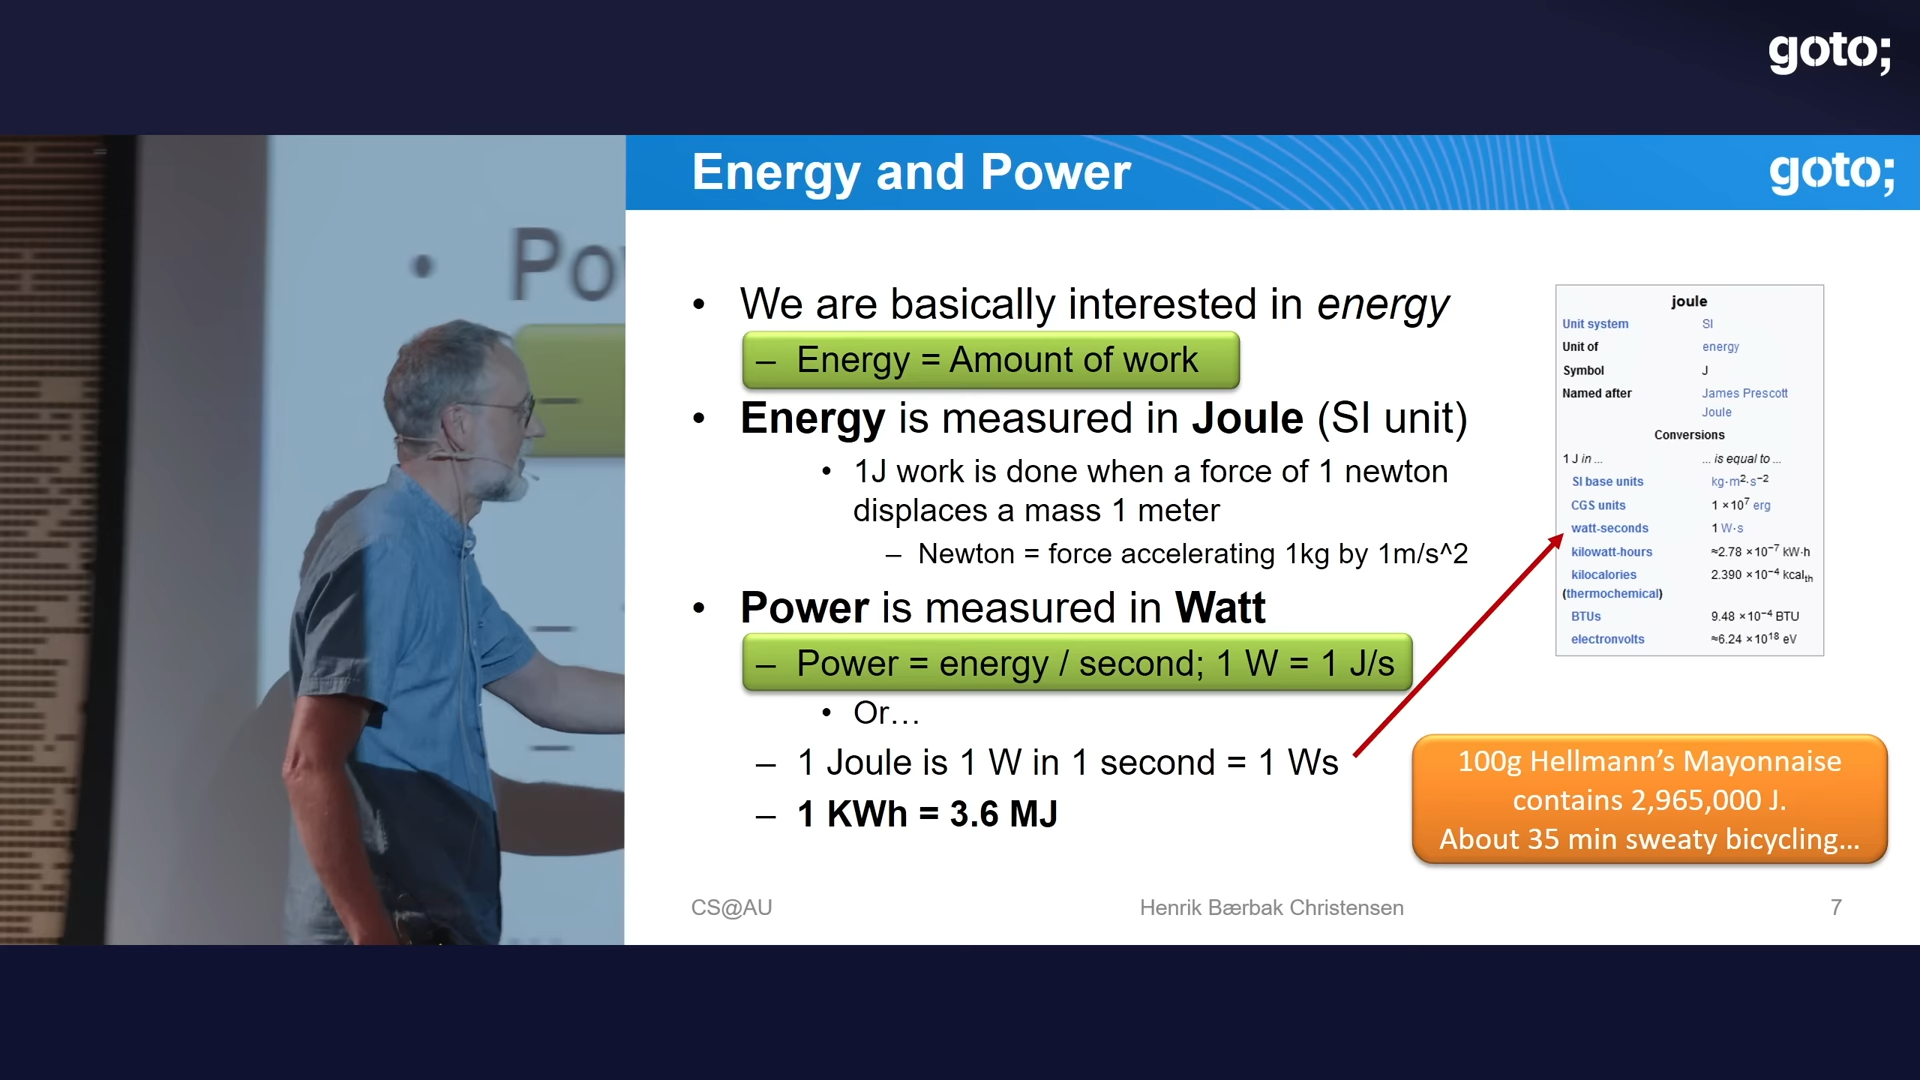 goto;
Energy and Power
goto;
• Po
• We are basically interested in energy
– Energy = Amount of work
• Energy is measured in Joule (SI unit)
• 1J work is done when a force of 1 newton
displaces a mass 1 meter
– Newton = force accelerating 1kg by 1m/s^2
• Power is measured in Watt
– Power = energy / second; 1 W = 1 J/s
• Or…
– 1 Joule is 1 W in 1 second = 1 Ws
– 1 KWh = 3.6 MJ
joule
Unit system SI
Unit of energy
Symbol J
Named after James Prescott
Joule
Conversions
1 J in ... ... is equal to ...
SI base units kg⋅m²⋅s⁻²
CGS units 1 ×10⁷ erg
watt-seconds 1 W⋅s
kilowatt-hours ≈2.78 ×10⁻⁷ kW⋅h
kilocalories 2.390 ×10⁻⁴ kcalth
(thermochemical)
BTUs 9.48 ×10⁻⁴ BTU
electronvolts ≈6.24 ×10¹⁸ eV
100g Hellmann’s Mayonnaise
contains 2,965,000 J.
About 35 min sweaty bicycling…
CS@AU Henrik Bærbak Christensen 7